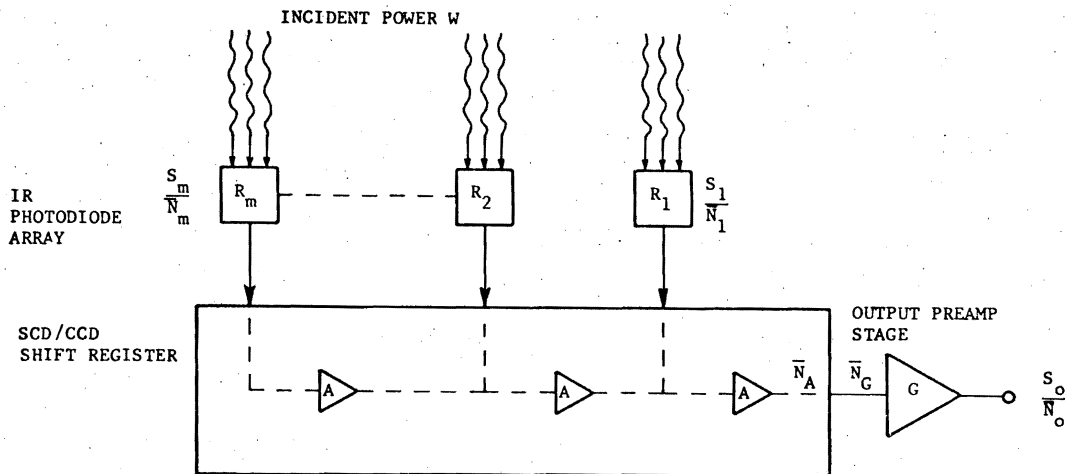 INCIDENT POWER W
IR
PHOTODIODE
ARRAY
S_m
N̅_m
R_m
R_2
R_1
S_1
N̅_1
SCD/CCD
SHIFT REGISTER
A
A
A
N̅_A
OUTPUT PREAMP
STAGE
N̅_G
G
S_o
N̅_o